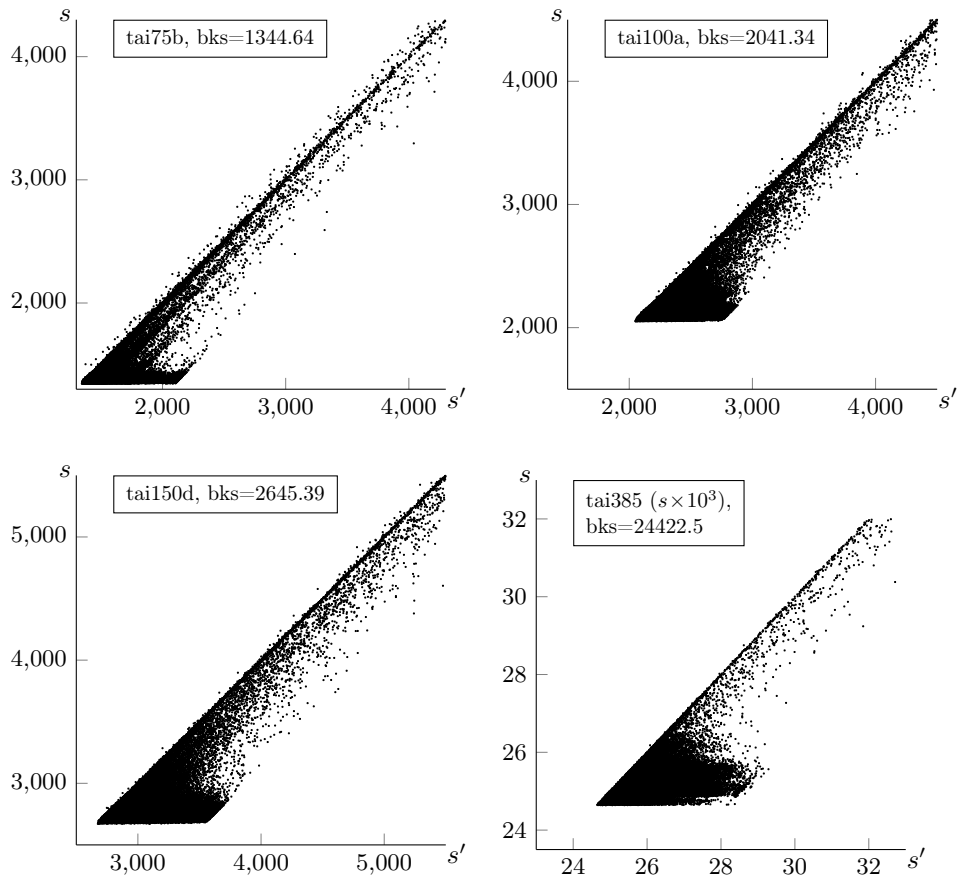 s
tai75b, bks=1344.64
4,000
3,000
2,000
2,000 3,000 4,000 s′
s
tai100a, bks=2041.34
4,000
3,000
2,000
2,000 3,000 4,000 s′
s
tai150d, bks=2645.39
5,000
4,000
3,000
3,000 4,000 5,000 s′
s
tai385 (s×10³),
bks=24422.5
32
30
28
26
24
24 26 28 30 32 s′